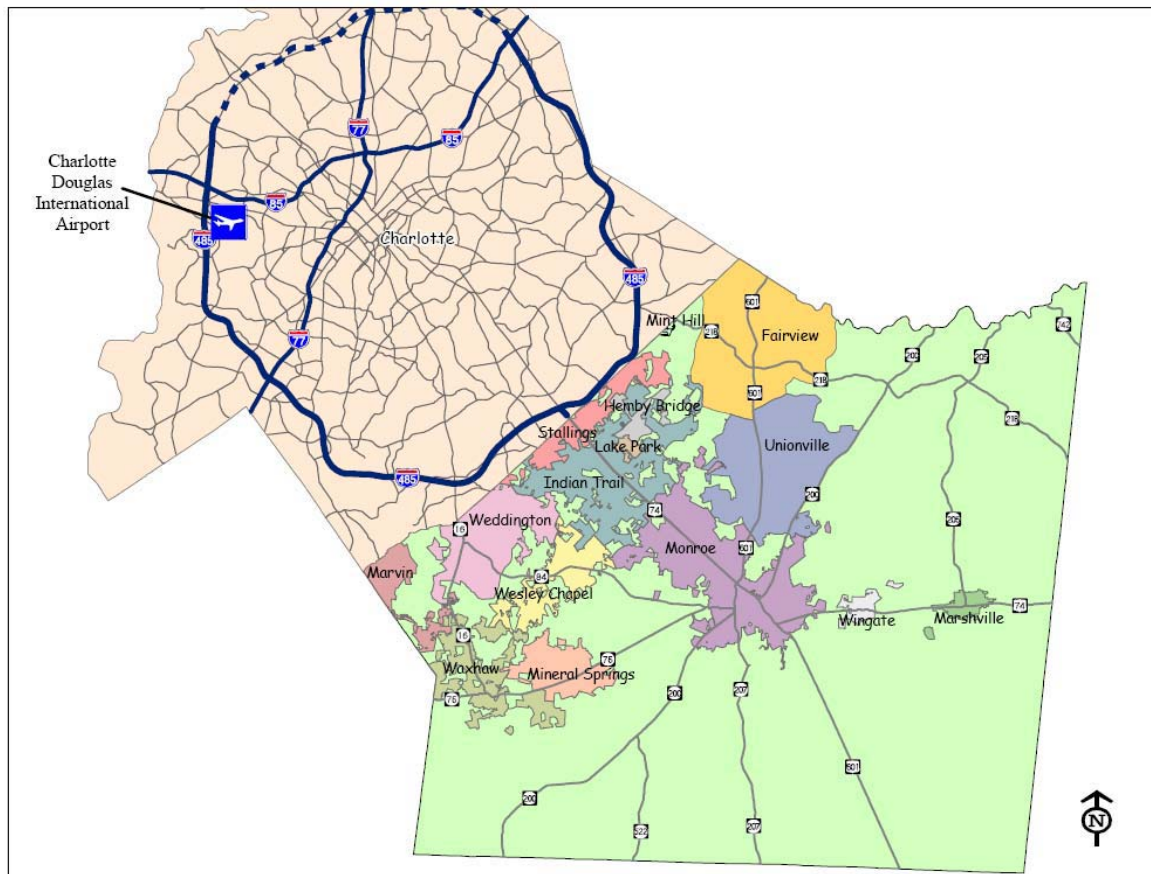 77
85
Charlotte
Douglas
International
Airport
85
485
Charlotte
485
77
Mint Hill
218
601
Fairview
218
601
202
205
742
218
Hemby Bridge
Stallings
Lake Park
Unionville
Indian Trail
485
74
200
205
16
Weddington
Monroe
601
Marvin
84
Wesley Chapel
Wingate
Marshville
74
16
Waxhaw
Mineral Springs
75
75
200
207
601
200
522
207
N